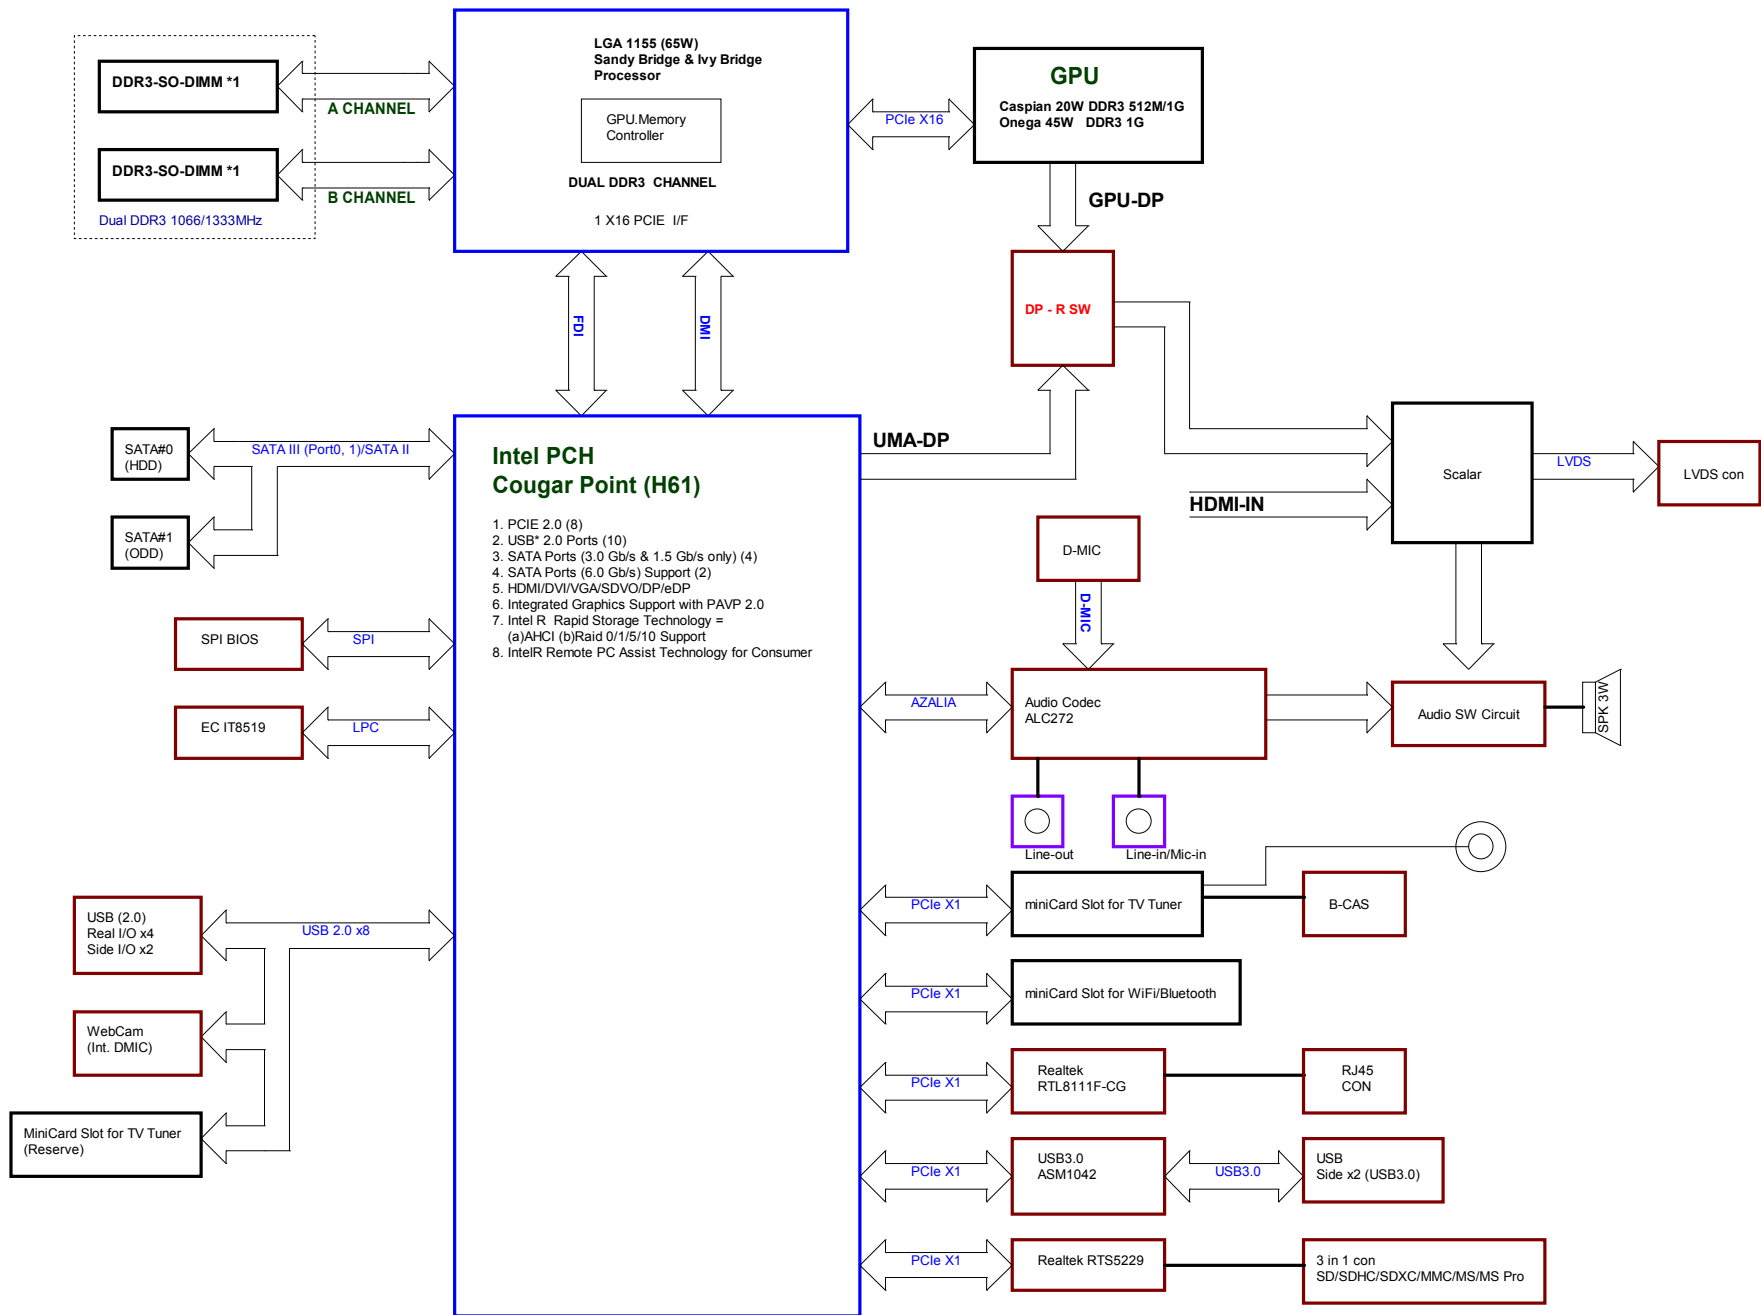 DDR3-SO-DIMM *1
A CHANNEL
DDR3-SO-DIMM *1
B CHANNEL
Dual DDR3 1066/1333MHz
LGA 1155 (65W)
Sandy Bridge & Ivy Bridge
Processor
GPU.Memory
Controller
DUAL DDR3 CHANNEL
1 X16 PCIE I/F
PCIe X16
GPU
Caspian 20W DDR3 512M/1G
Onega 45W DDR3 1G
GPU-DP
DP - R SW
FDI
DMI
UMA-DP
HDMI-IN
Scalar
LVDS
LVDS con
SATA#0
(HDD)
SATA III (Port0, 1)/SATA II
SATA#1
(ODD)
SPI BIOS
SPI
EC IT8519
LPC
Intel PCH
Cougar Point (H61)
1. PCIE 2.0 (8)
2. USB* 2.0 Ports (10)
3. SATA Ports (3.0 Gb/s & 1.5 Gb/s only) (4)
4. SATA Ports (6.0 Gb/s) Support (2)
5. HDMI/DVI/VGA/SDVO/DP/eDP
6. Integrated Graphics Support with PAVP 2.0
7. Intel R Rapid Storage Technology =
(a)AHCI (b)Raid 0/1/5/10 Support
8. IntelR Remote PC Assist Technology for Consumer
D-MIC
D-MIC
AZALIA
Audio Codec
ALC272
Audio SW Circuit
SPK 3W
Line-out
Line-in/Mic-in
USB (2.0)
Real I/O x4
Side I/O x2
USB 2.0 x8
WebCam
(Int. DMIC)
MiniCard Slot for TV Tuner
(Reserve)
PCIe X1
miniCard Slot for TV Tuner
B-CAS
PCIe X1
miniCard Slot for WiFi/Bluetooth
PCIe X1
Realtek
RTL8111F-CG
RJ45
CON
PCIe X1
USB3.0
ASM1042
USB3.0
USB
Side x2 (USB3.0)
PCIe X1
Realtek RTS5229
3 in 1 con
SD/SDHC/SDXC/MMC/MS/MS Pro